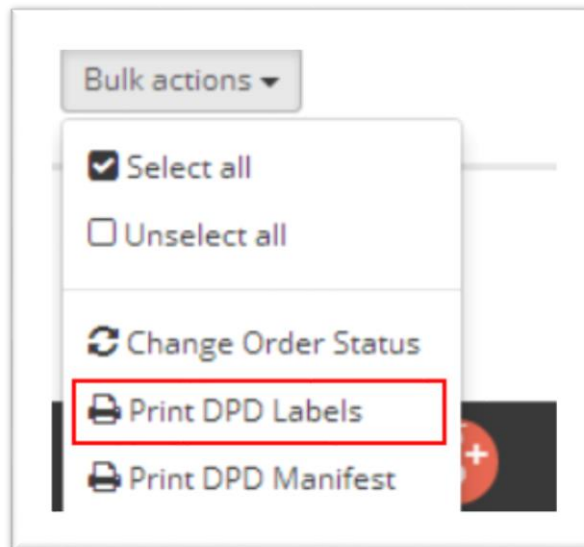 Bulk actions
Select all
Unselect all
Change Order Status
Print DPD Labels
Print DPD Manifest